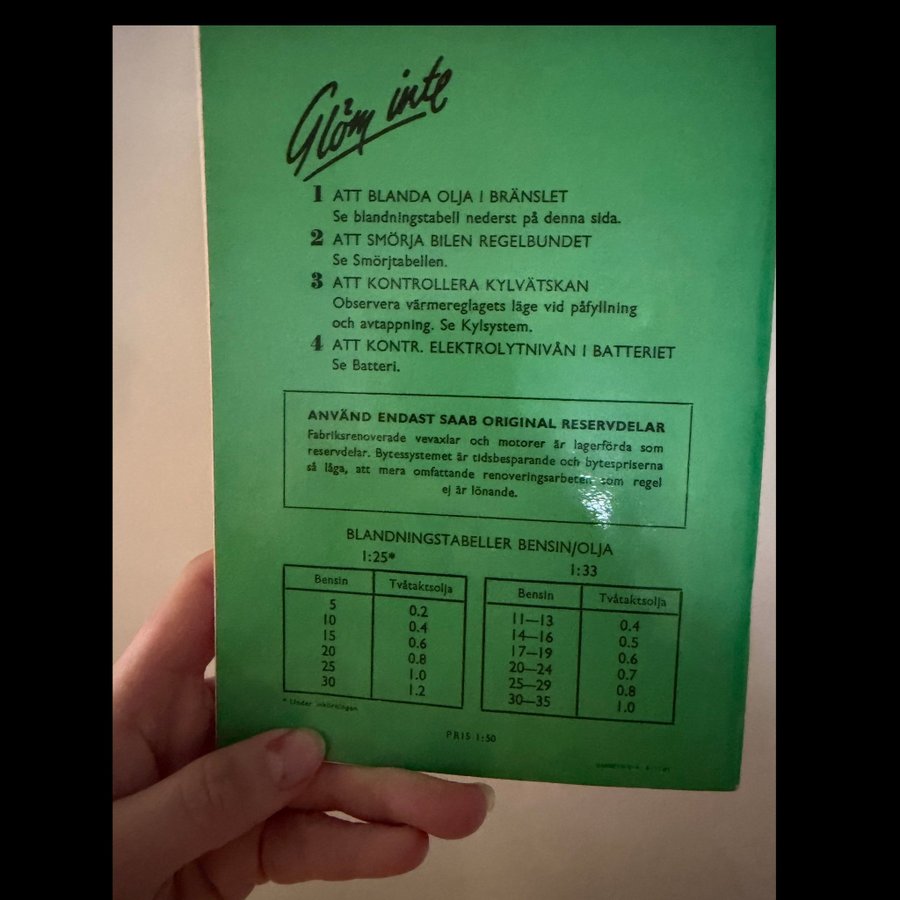 Glöm inte
1 ATT BLANDA OLJA I BRÄNSLET
Se blandningstabell nederst på denna sida.
2 ATT SMÖRJA BILEN REGELBUNDET
Se Smörjtabellen.
3 ATT KONTROLLERA KYLVÄTSKAN
Observera värmereglagets läge vid påfyllning
och avtappning. Se Kylsystem.
4 ATT KONTR. ELEKTROLYTNIVÅN I BATTERIET
Se Batteri.
ANVÄND ENDAST SAAB ORIGINAL RESERVDELAR
Fabriksrenoverade vevaxlar och motorer är lagerförda som
reservdelar. Bytessystemet är tidsbesparande och bytespriserna
så låga, att mera omfattande renoveringsarbeten som regel
ej är lönande.
BLANDNINGSTABELLER BENSIN/OLJA
1:25*
Bensin Tvåtaktsolja
5 0.2
10 0.4
15 0.6
20 0.8
25 1.0
30 1.2
* Under inkörningen
1:33
Bensin Tvåtaktsolja
11—13 0.4
14—16 0.5
17—19 0.6
20—24 0.7
25—29 0.8
30—35 1.0
PRIS 1:50